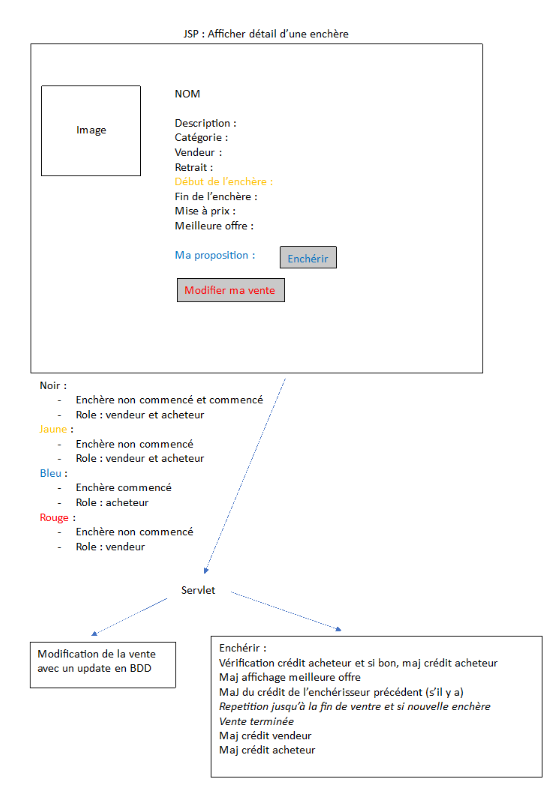 JSP : Afficher détail d'une enchère
Image
NOM
Description :
Catégorie :
Vendeur :
Retrait :
Début de l'enchère :
Fin de l'enchère :
Mise à prix :
Meilleure offre :
Ma proposition :
Enchérir
Modifier ma vente
Noir :
- Enchère non commencé et commencé
- Role : vendeur et acheteur
Jaune :
- Enchère non commencé
- Role : vendeur et acheteur
Bleu :
- Enchère commencé
- Role : acheteur
Rouge :
- Enchère non commencé
- Role : vendeur
Servlet
Modification de la vente
avec un update en BDD
Enchérir :
Vérification crédit acheteur et si bon, maj crédit acheteur
Maj affichage meilleure offre
MaJ du crédit de l'enchérisseur précédent (s'il y a)
Repetition jusqu'à la fin de ventre et si nouvelle enchère
Vente terminée
Maj crédit vendeur
Maj crédit acheteur